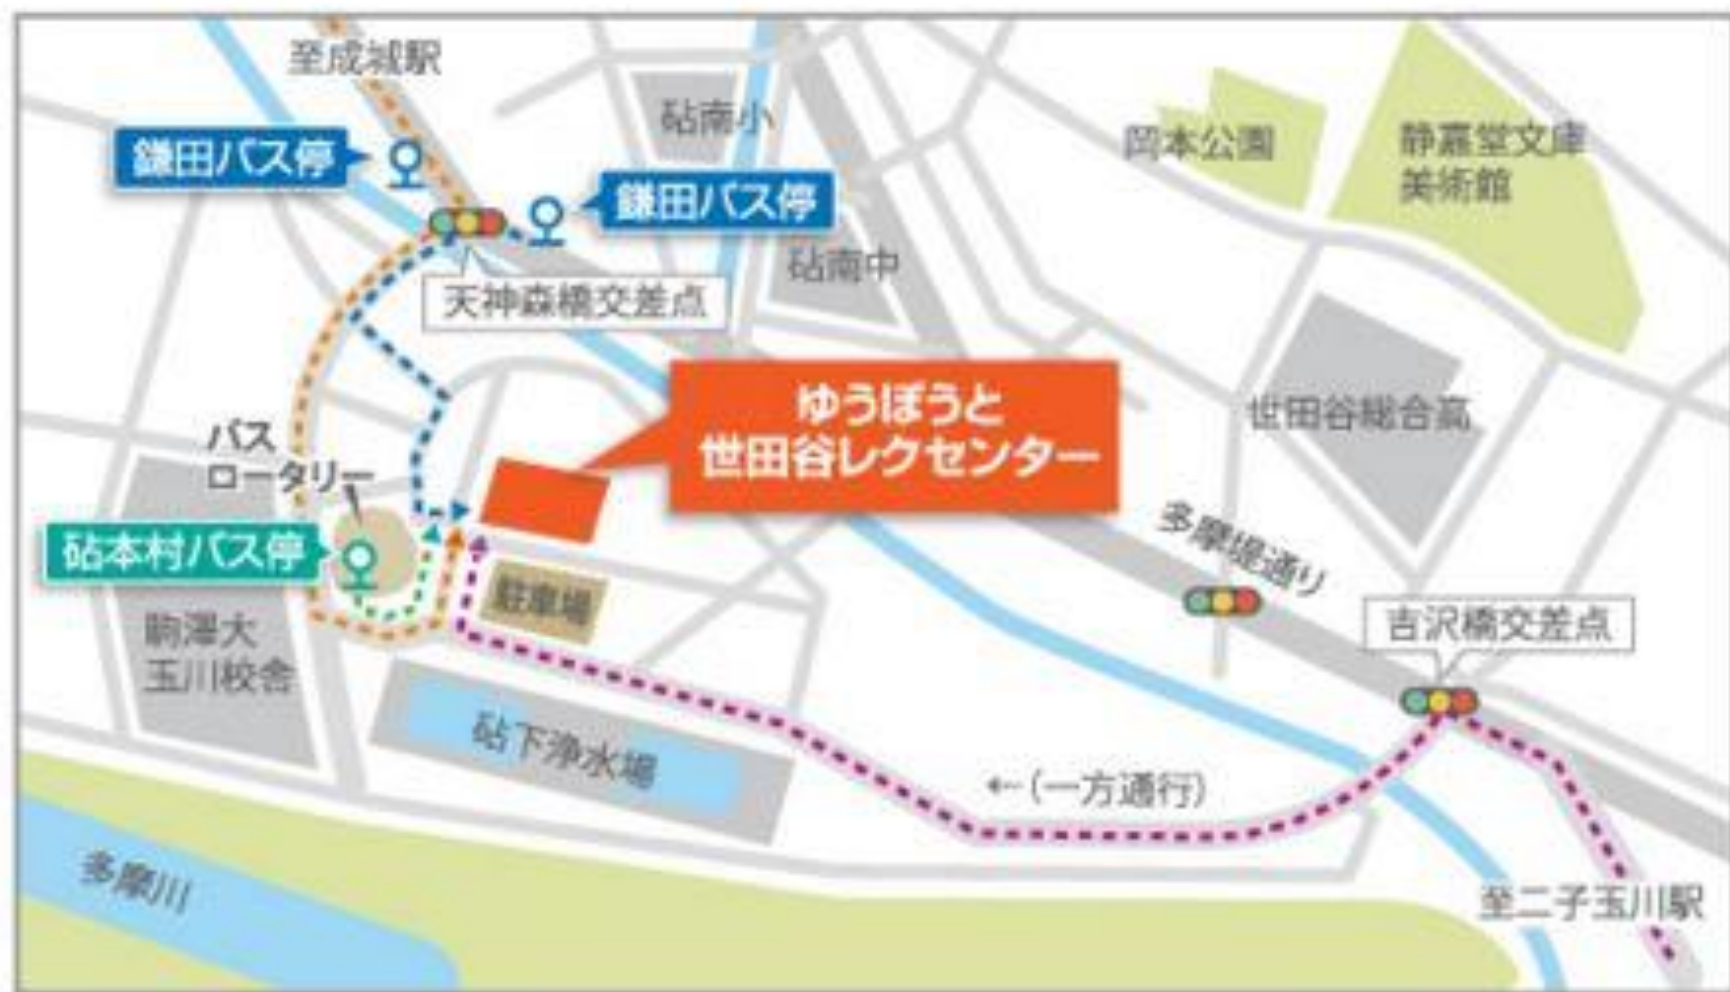 至成城駅
砧南小
鎌田バス停
鎌田バス停
岡本公園
静嘉堂文庫
美術館
砧南中
天神森橋交差点
ゆうぽうと
世田谷レクセンター
世田谷総合高
バス
ロータリー
多摩堤通り
砧本村バス停
駐車場
吉沢橋交差点
駒澤大
玉川校舎
砧下浄水場
←(一方通行)
多摩川
至二子玉川駅